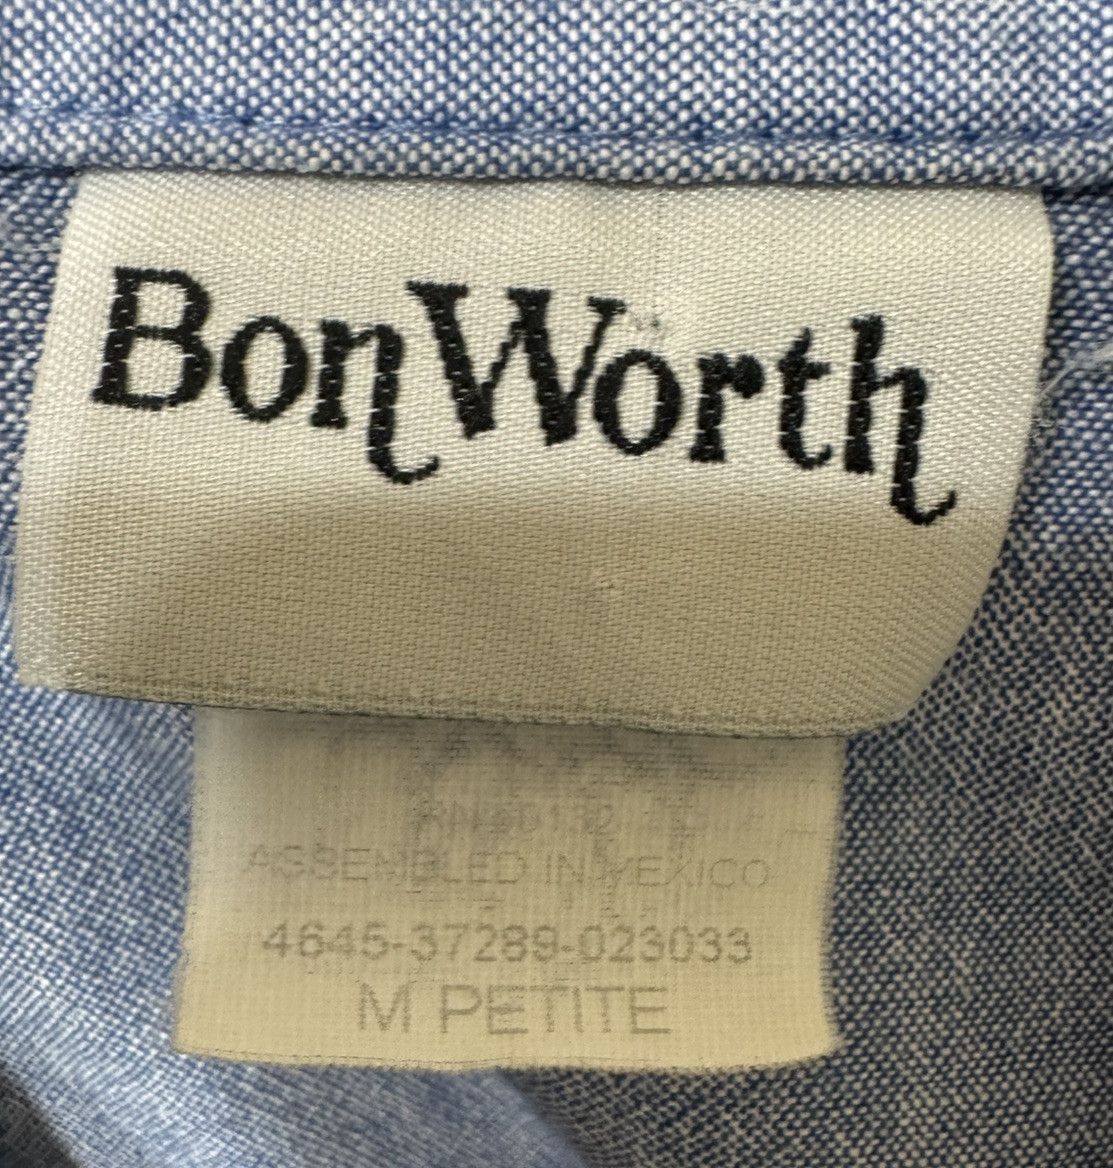 BonWorth
ASSEMBLED IN MEXICO
4645-37289-023033
M PETITE